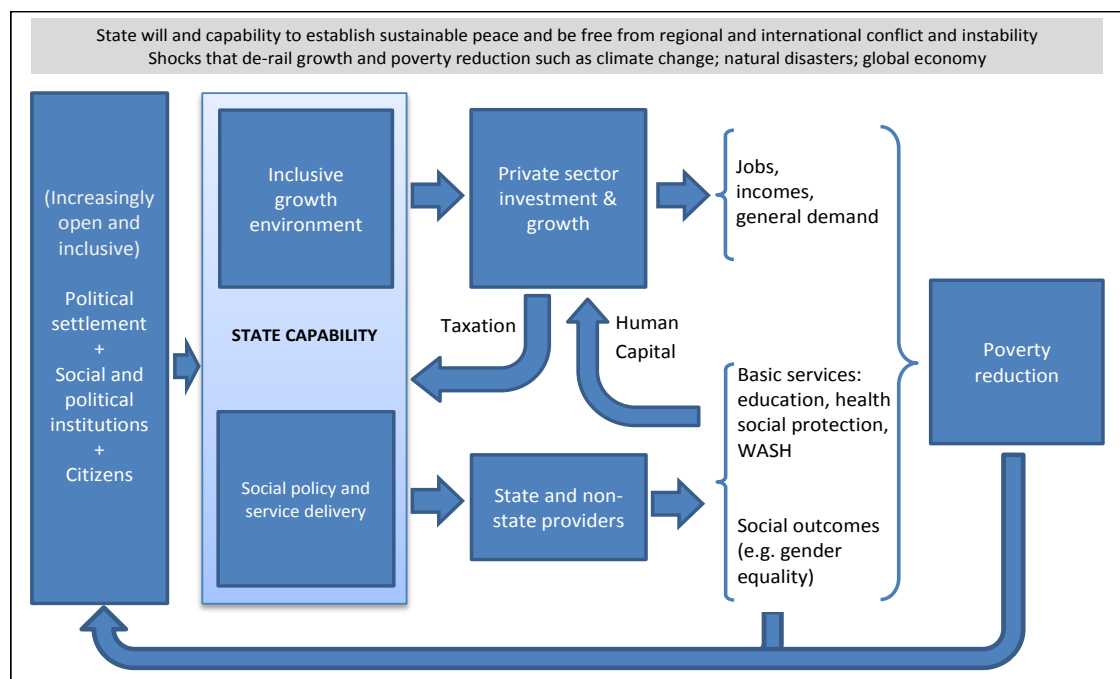 State will and capability to establish sustainable peace and be free from regional and international conflict and instability
Shocks that de-rail growth and poverty reduction such as climate change; natural disasters; global economy
(Increasingly
open and
inclusive)
Political
settlement
+
Social and
political
institutions
+
Citizens
Inclusive
growth
environment
STATE CAPABILITY
Social policy and
service delivery
Private sector
investment &
growth
Taxation
Human
Capital
State and non-
state providers
Jobs,
incomes,
general demand
Basic services:
education, health
social protection,
WASH
Social outcomes
(e.g. gender
equality)
Poverty
reduction